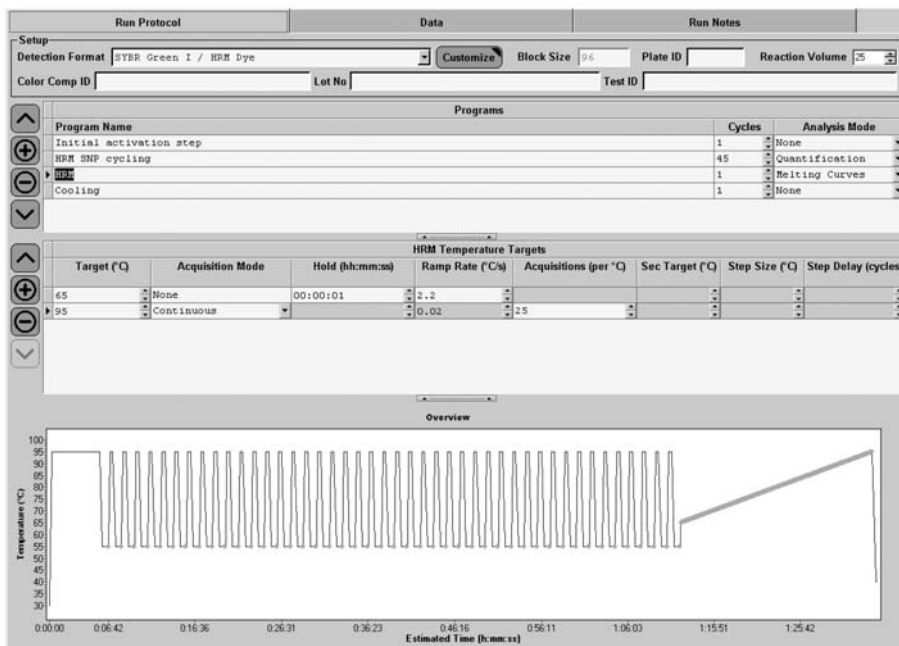 Run Protocol Data Run Notes
Setup
Detection Format SYBR Green I / HRM Dye Customize Block Size 96 Plate ID Reaction Volume 25
Color Comp ID Lot No Test ID
Programs
Program Name Cycles Analysis Mode
Initial activation step 1 None
HRM SNP cycling 45 Quantification
HRM 1 Melting Curves
Cooling 1 None
HRM Temperature Targets
Target (°C) Acquisition Mode Hold (hh:mm:ss) Ramp Rate (°C/s) Acquisitions (per °C) Sec Target (°C) Step Size (°C) Step Delay (cycles
65 None 00:00:01 2.2
95 Continuous 0.02 25
Overview
100
95
90
85
80
75
70
65
60
55
50
45
40
35
30
Temperature (°C)
0:00:00 0:06:42 0:16:36 0:26:31 0:36:23 0:46:16 0:56:11 1:06:03 1:15:51 1:25:42
Estimated Time (h:mm:ss)